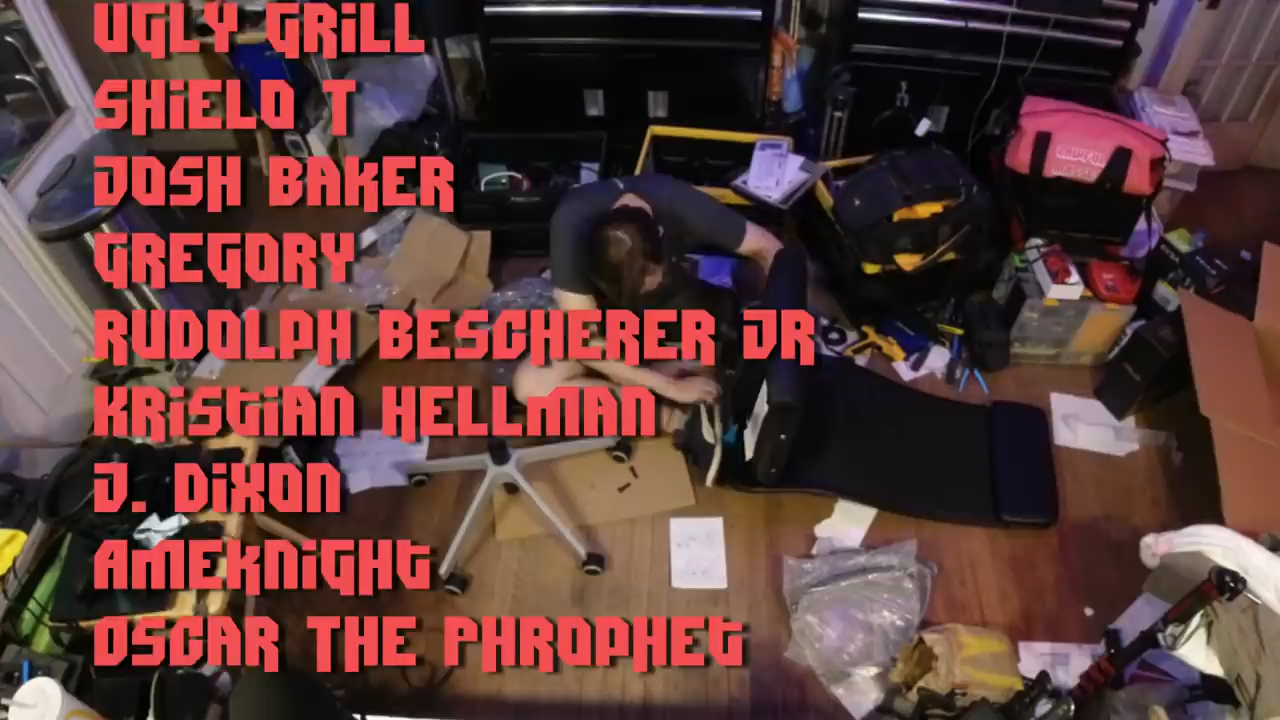 UGLY GRiLL
SHiELD T
JOSH BAKER
GREGORY
RUDOLPH BESCHERER JR
KRiStiAN HELLMAN
J. DiXON
AMEKNiGHt
OSCAR THE PHROPHEt